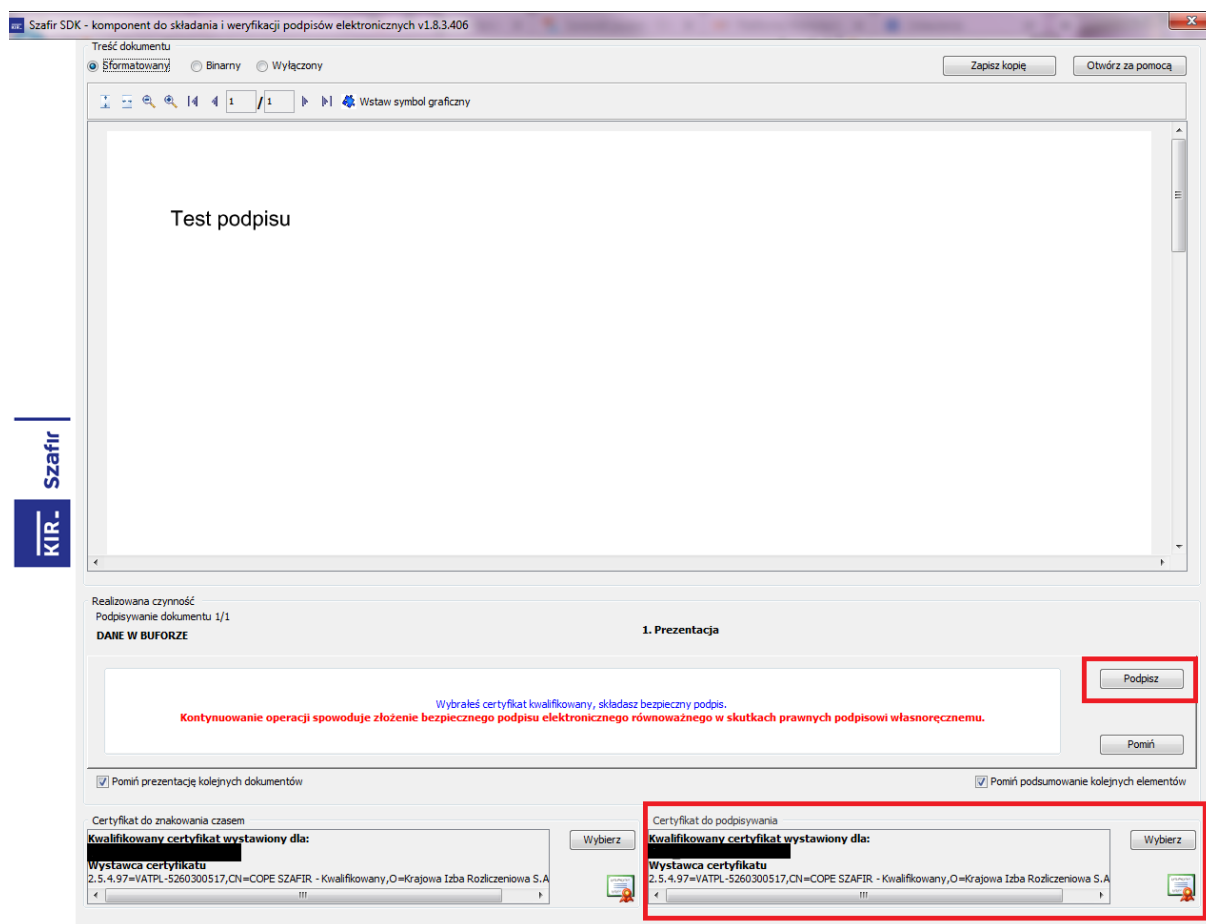 Szafir SDK - komponent do składania i weryfikacji podpisów elektronicznych v1.8.3.406
Treść dokumentu
Sformatowany Binarny Wyłączony Zapisz kopię Otwórz za pomocą
1 / 1 Wstaw symbol graficzny
Test podpisu
Szafir
KIR.
Realizowana czynność
Podpisywanie dokumentu 1/1
DANE W BUFORZE
1. Prezentacja
Podpisz
Wybrałeś certyfikat kwalifikowany, składasz bezpieczny podpis.
Kontynuowanie operacji spowoduje złożenie bezpiecznego podpisu elektronicznego równoważnego w skutkach prawnych podpisowi własnoręcznemu.
Pomiń
Pomiń prezentację kolejnych dokumentów Pomiń podsumowanie kolejnych elementów
Certyfikat do znakowania czasem
Kwalifikowany certyfikat wystawiony dla:
Wybierz
Wystawca certyfikatu
2.5.4.97=VATPL-5260300517,CN=COPE SZAFIR - Kwalifikowany,O=Krajowa Izba Rozliczeniowa S.A
Certyfikat do podpisywania
Kwalifikowany certyfikat wystawiony dla:
Wybierz
Wystawca certyfikatu
2.5.4.97=VATPL-5260300517,CN=COPE SZAFIR - Kwalifikowany,O=Krajowa Izba Rozliczeniowa S.A